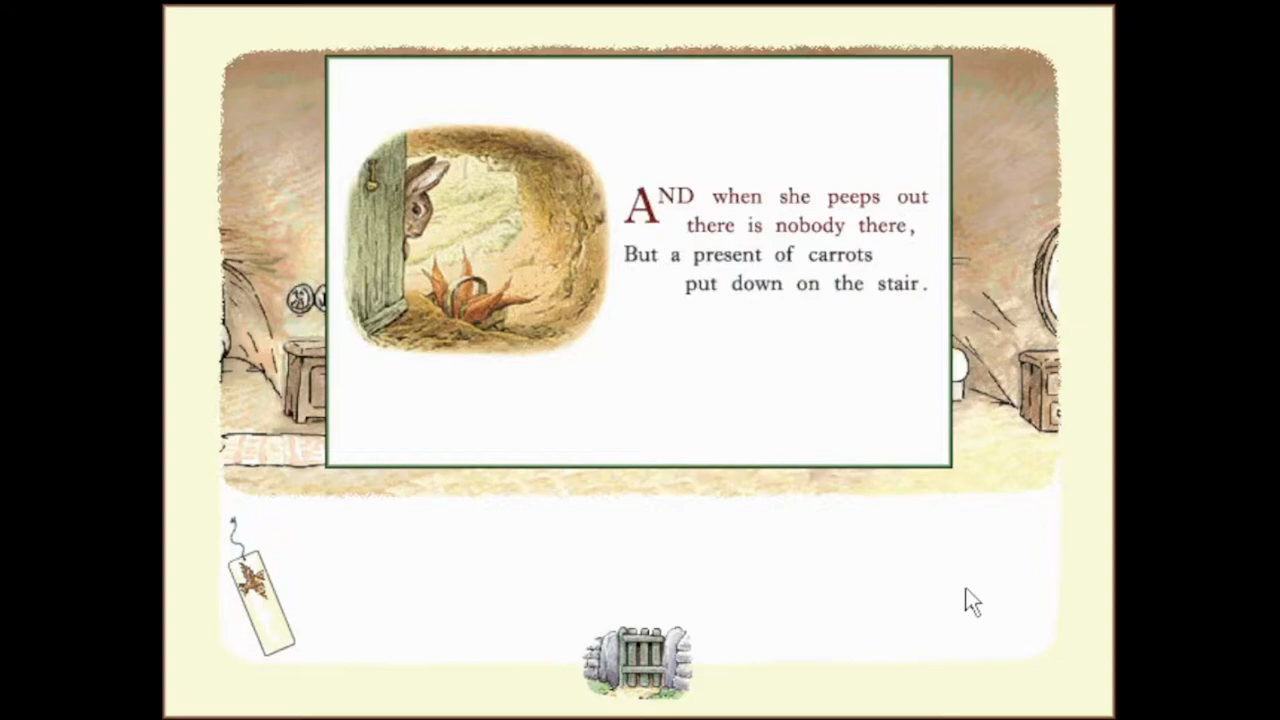 AND when she peeps out
there is nobody there,
But a present of carrots
put down on the stair.